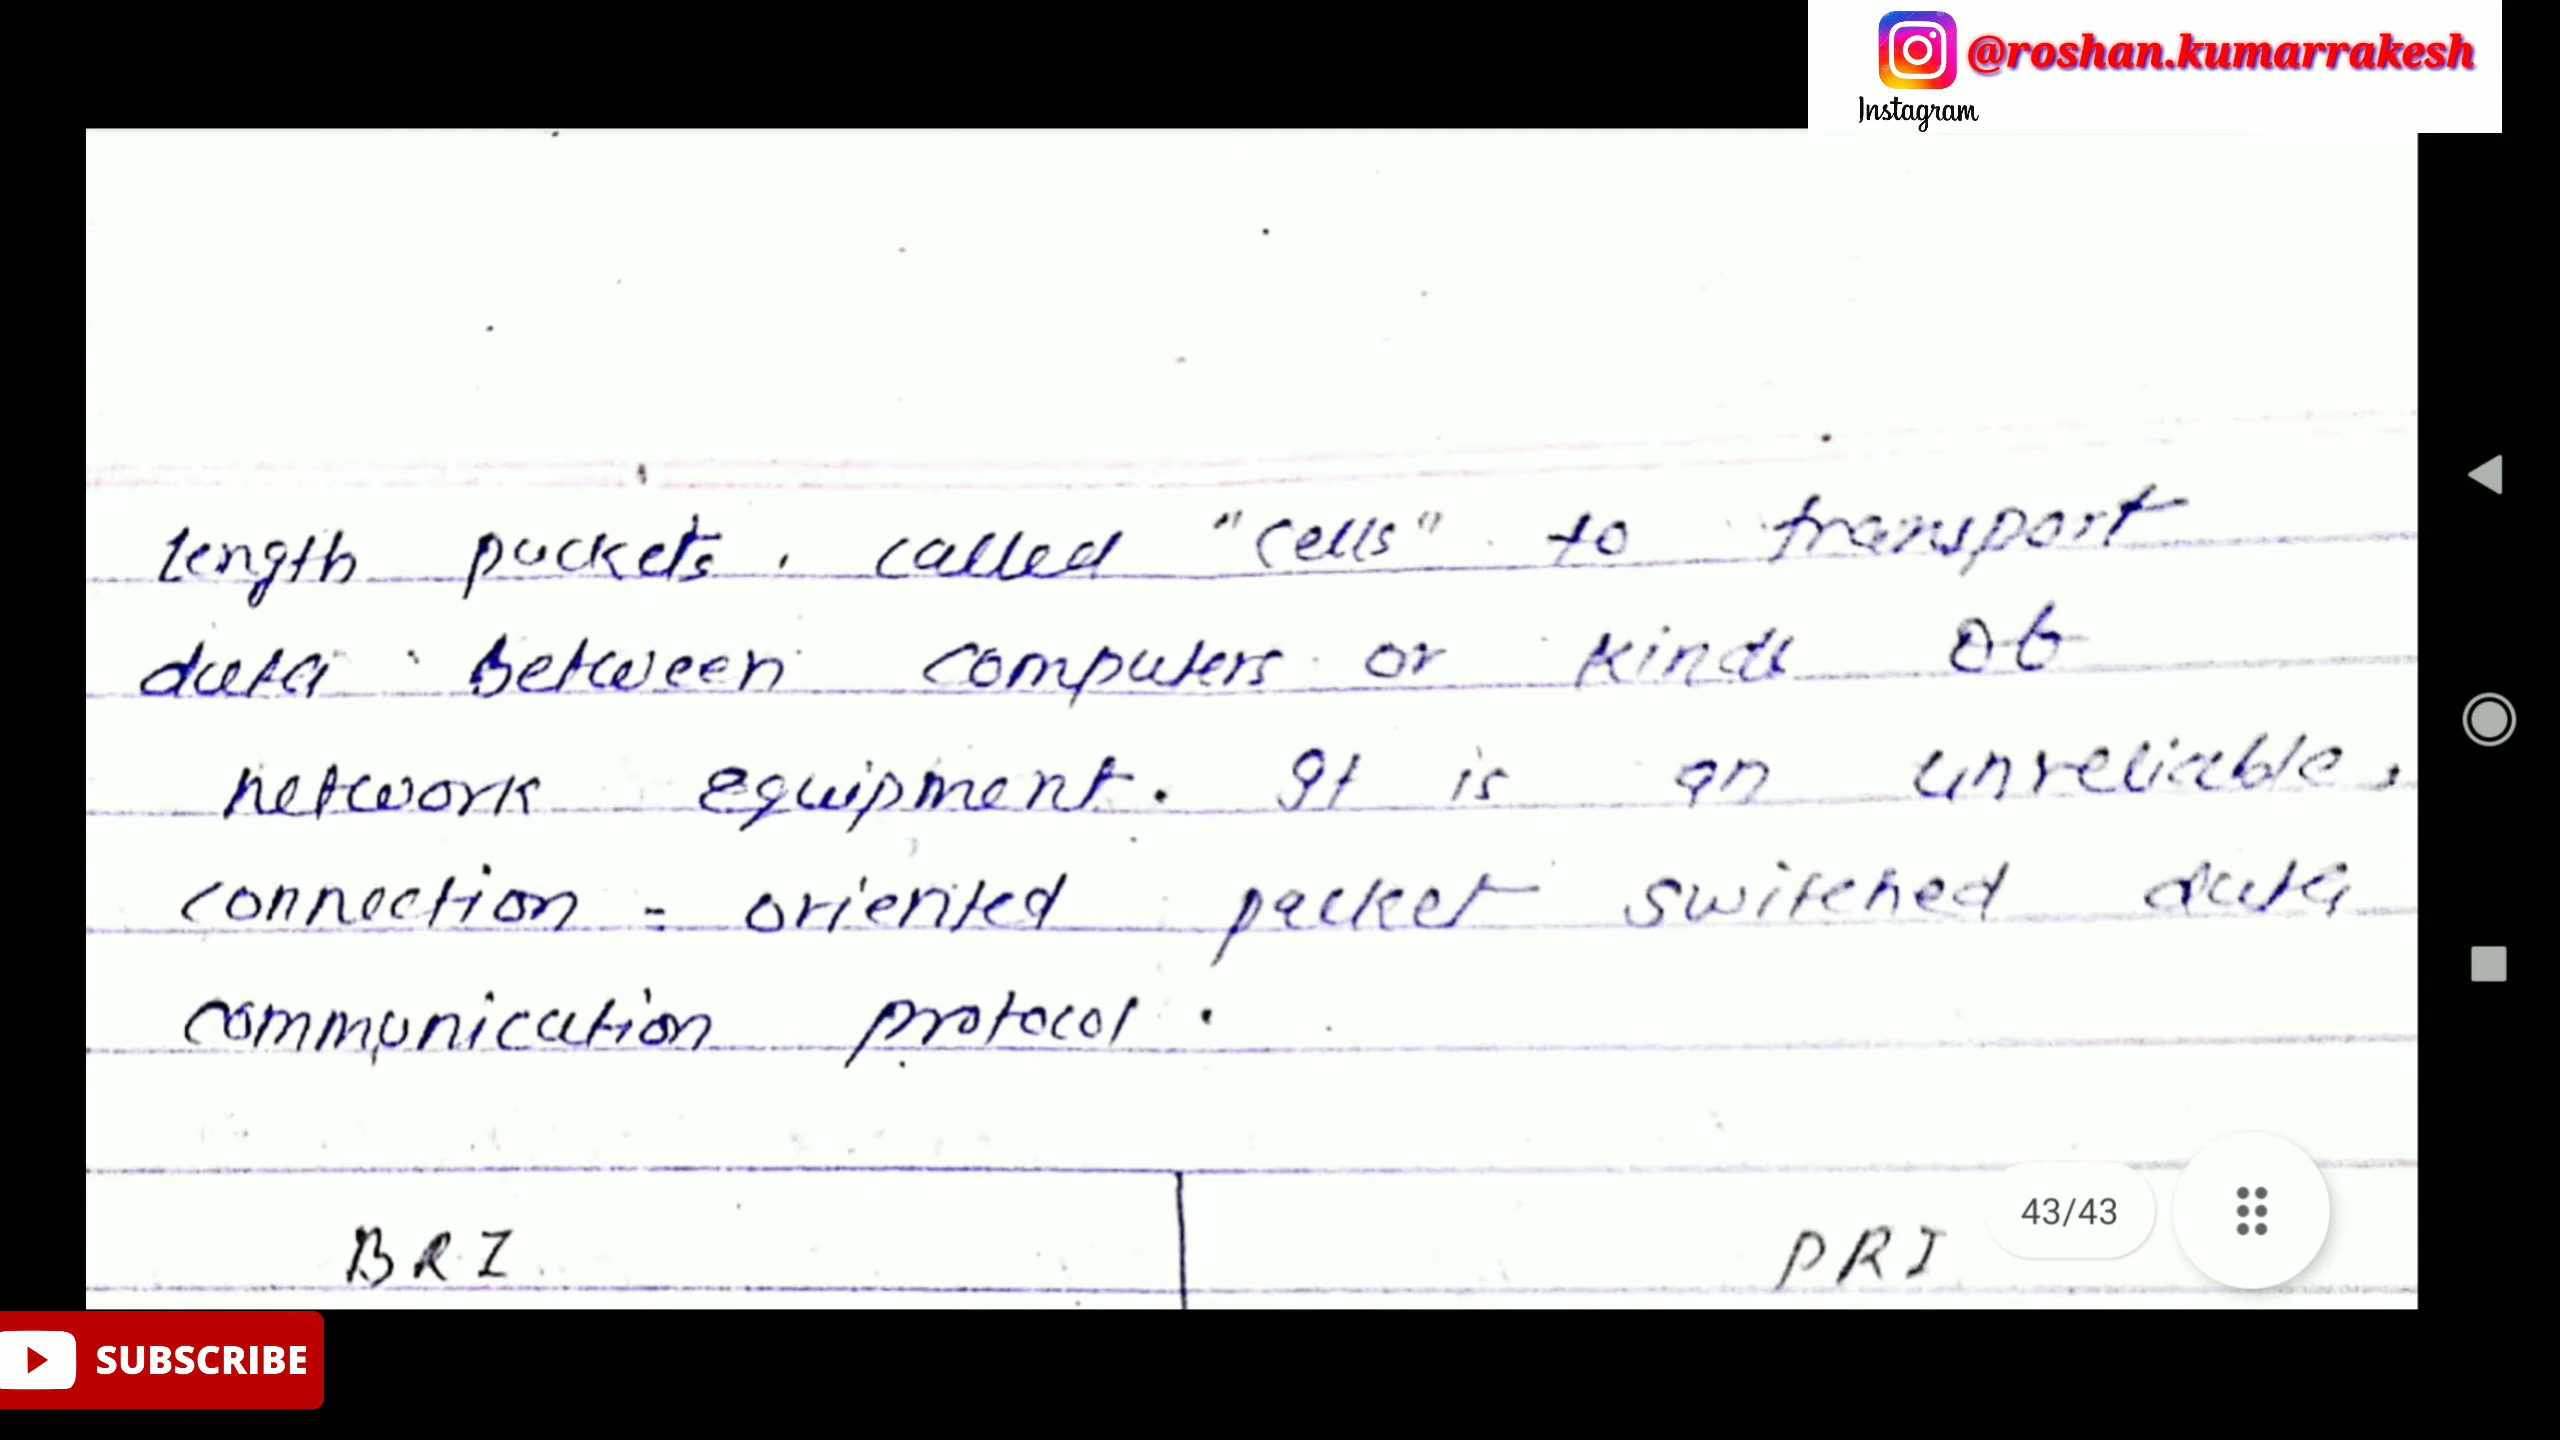 @roshan.kumarrakesh
Instagram
length packets, called "cells" to transport
data between computers or kinds of
network equipment. It is an unreliable,
connection - oriented packet switched data
communication protocol.
BRI PRI
43/43
SUBSCRIBE